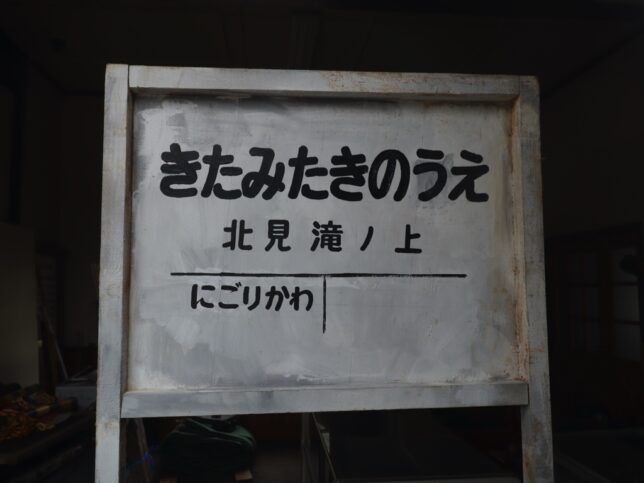 きたみたきのうえ
北見滝ノ上
にごりかわ